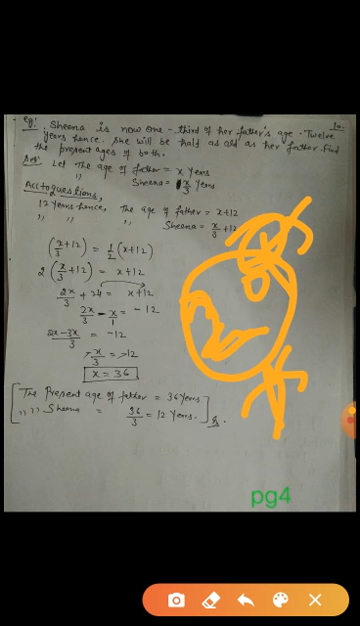 Eg: Sheena is now one-third of her father's age. Twelve
years hence, she will be half as old as her father. Find
the present ages of both.
Let the age of father = x years
" Sheena = x/3 years
Acc to questions,
12 years hence, the age of father = x+12
" " " Sheena = x/3 + 12
(x/3 + 12) = 1/2 (x+12)
2 (x/3 + 12) = x+12
2x/3 + 24 = x+12
2x/3 - x/1 = -12
2x-3x/3 = -12
-x/3 = -12
x = 36
[The Present age of father = 36 years
" " Sheena = 36/3 = 12 years.]
pg4